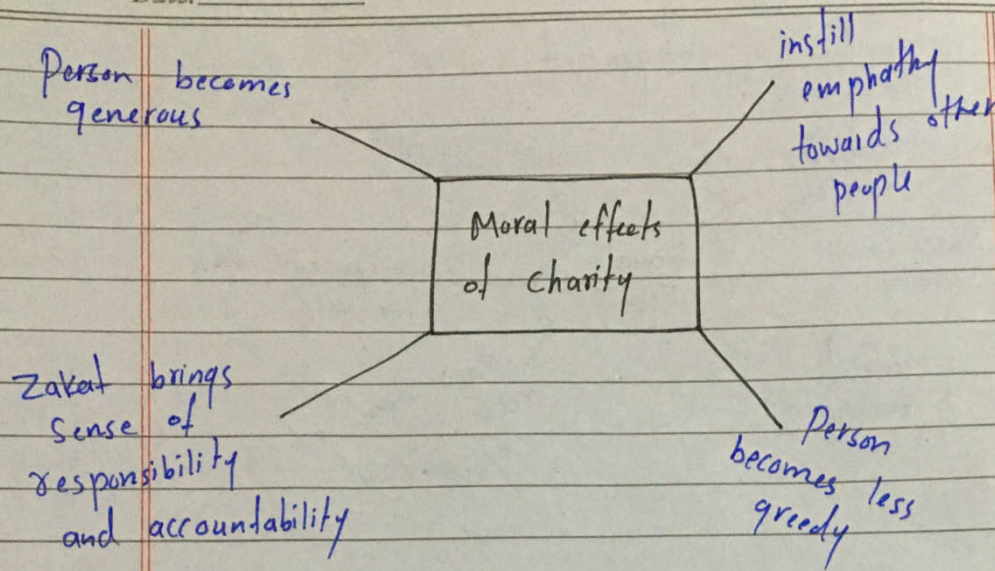 Person becomes
generous
instill
emphathy
towards other
people
Moral effects
of charity
Zakat brings
sense of
responsibility
and accountability
Person
becomes less
greedy